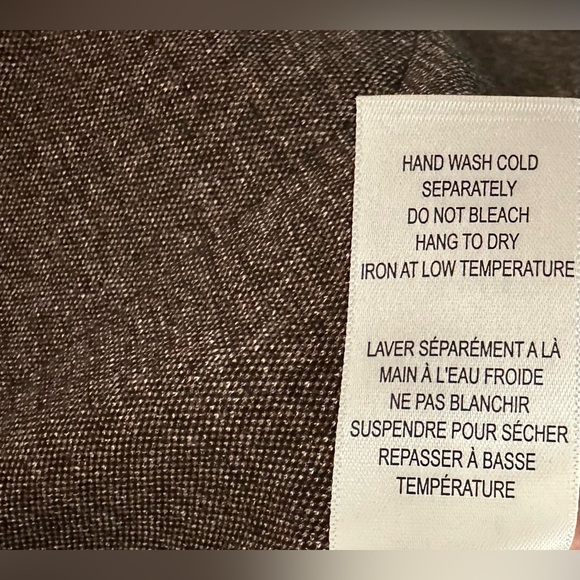 HAND WASH COLD
SEPARATELY
DO NOT BLEACH
HANG TO DRY
IRON AT LOW TEMPERATURE
LAVER SÉPARÉMENT A LÀ
MAIN À L'EAU FROIDE
NE PAS BLANCHIR
SUSPENDRE POUR SÉCHER
REPASSER À BASSE
TEMPÉRATURE